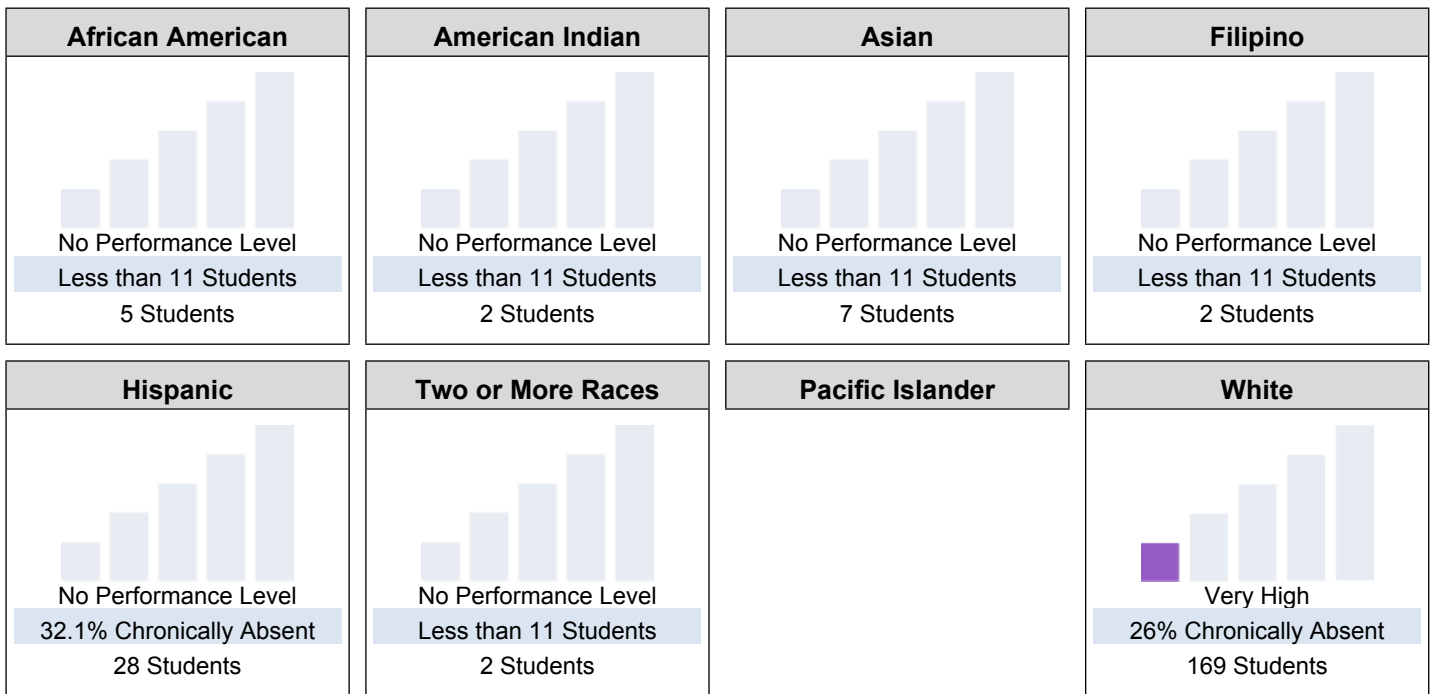 African American
No Performance Level
Less than 11 Students
5 Students
American Indian
No Performance Level
Less than 11 Students
2 Students
Asian
No Performance Level
Less than 11 Students
7 Students
Filipino
No Performance Level
Less than 11 Students
2 Students
Hispanic
No Performance Level
32.1% Chronically Absent
28 Students
Two or More Races
No Performance Level
Less than 11 Students
2 Students
Pacific Islander
White
Very High
26% Chronically Absent
169 Students